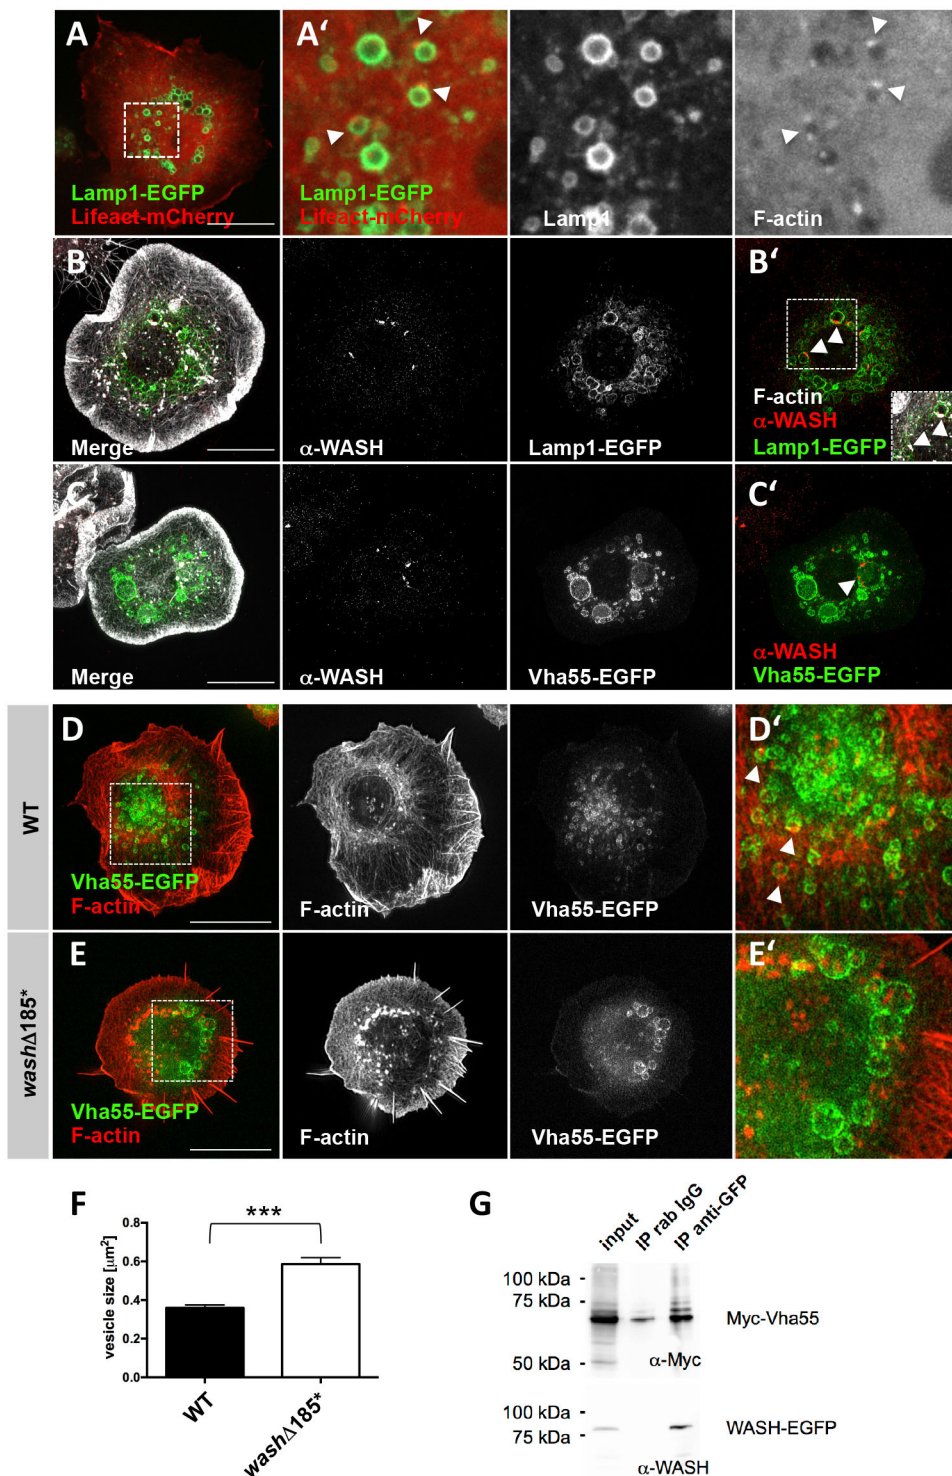 A
Lamp1-EGFP
Lifeact-mCherry
A'
Lamp1-EGFP
Lifeact-mCherry
Lamp1
F-actin
B
Merge
α-WASH
Lamp1-EGFP
B'
F-actin
α-WASH
Lamp1-EGFP
C
Merge
α-WASH
Vha55-EGFP
C'
α-WASH
Vha55-EGFP
WT
D
Vha55-EGFP
F-actin
F-actin
Vha55-EGFP
D'
washΔ185*
E
Vha55-EGFP
F-actin
F-actin
Vha55-EGFP
E'
F
***
vesicle size [µm²]
0.8
0.6
0.4
0.2
0.0
WT
washΔ185*
G
input
IP rab IgG
IP anti-GFP
100 kDa -
75 kDa -
50 kDa -
Myc-Vha55
α-Myc
100 kDa -
75 kDa -
WASH-EGFP
α-WASH